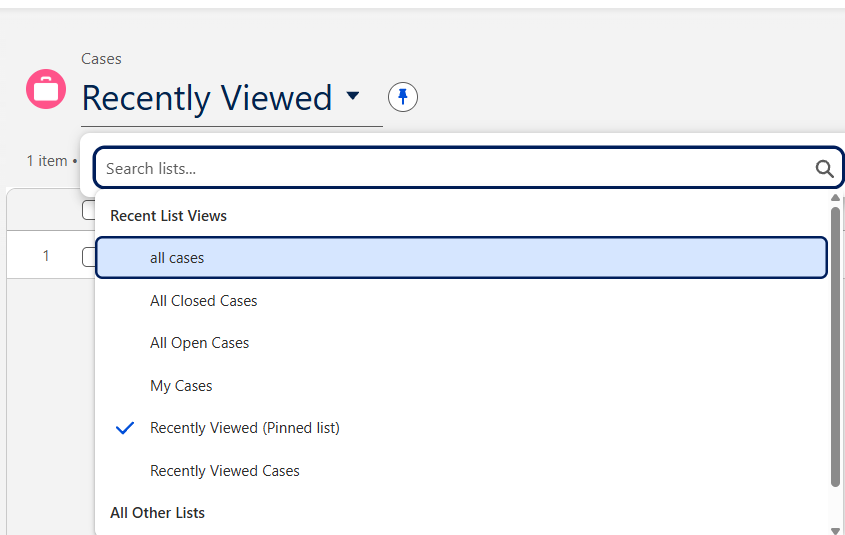 Cases
Recently Viewed
1 item •
Search lists...
Recent List Views
1
all cases
All Closed Cases
All Open Cases
My Cases
Recently Viewed (Pinned list)
Recently Viewed Cases
All Other Lists